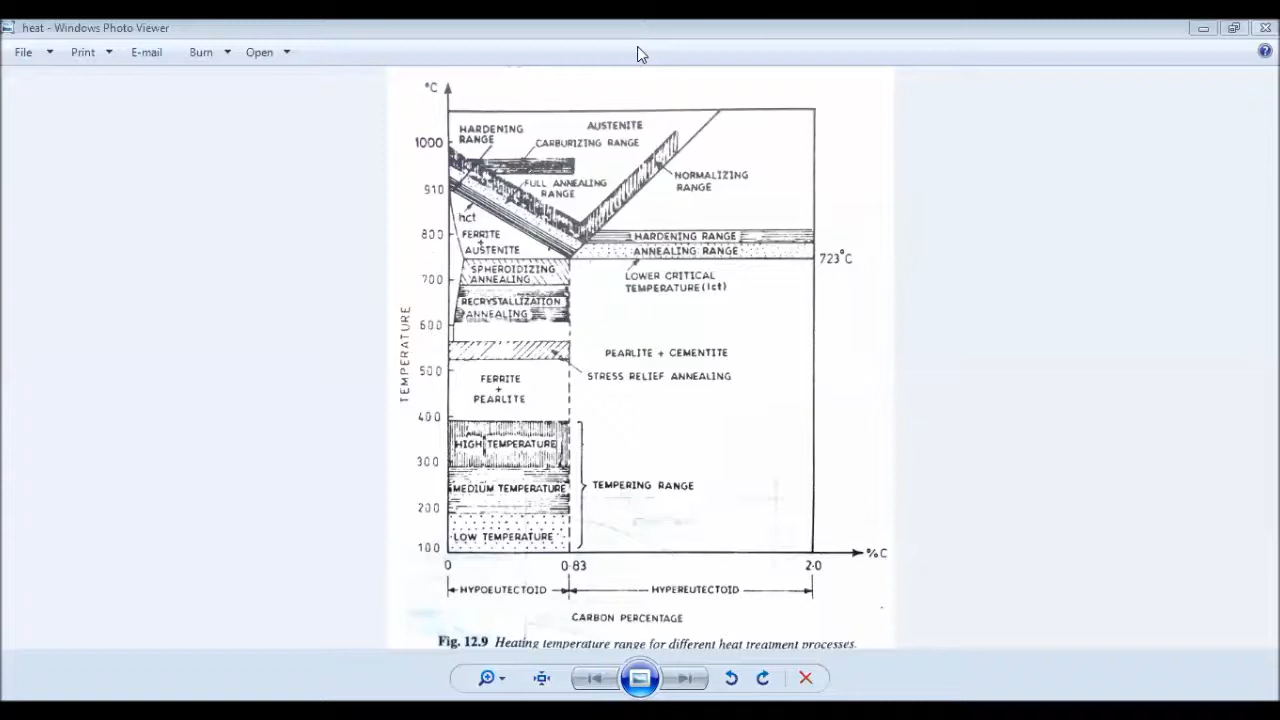 heat - Windows Photo Viewer
File Print E-mail Burn Open
°C
HARDENING
RANGE
AUSTENITE
1000
CARBURIZING RANGE
NORMALIZING
RANGE
910
FULL ANNEALING
RANGE
hct
800
FERRITE
+
AUSTENITE
HARDENING RANGE
ANNEALING RANGE
723°C
SPHEROIDIZING
ANNEALING
700
LOWER CRITICAL
TEMPERATURE (lct)
RECRYSTALLIZATION
ANNEALING
600
TEMPERATURE
PEARLITE + CEMENTITE
STRESS RELIEF ANNEALING
500
FERRITE
+
PEARLITE
400
HIGH TEMPERATURE
300
MEDIUM TEMPERATURE
TEMPERING RANGE
200
LOW TEMPERATURE
100
%C
0 0·83 2·0
HYPOEUTECTOID HYPEREUTECTOID
CARBON PERCENTAGE
Fig. 12.9 Heating temperature range for different heat treatment processes.